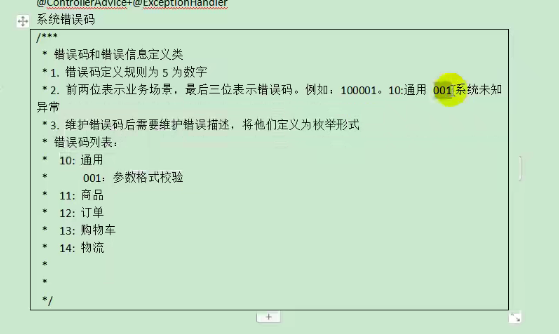 @ControllerAdvice+@ExceptionHandler
系统错误码
/***
* 错误码和错误信息定义类
* 1. 错误码定义规则为 5 为数字
* 2. 前两位表示业务场景，最后三位表示错误码。例如：100001。10:通用 001:系统未知
异常
* 3. 维护错误码后需要维护错误描述，将他们定义为枚举形式
* 错误码列表：
* 10: 通用
* 001：参数格式校验
* 11: 商品
* 12: 订单
* 13: 购物车
* 14: 物流
*
*
*/